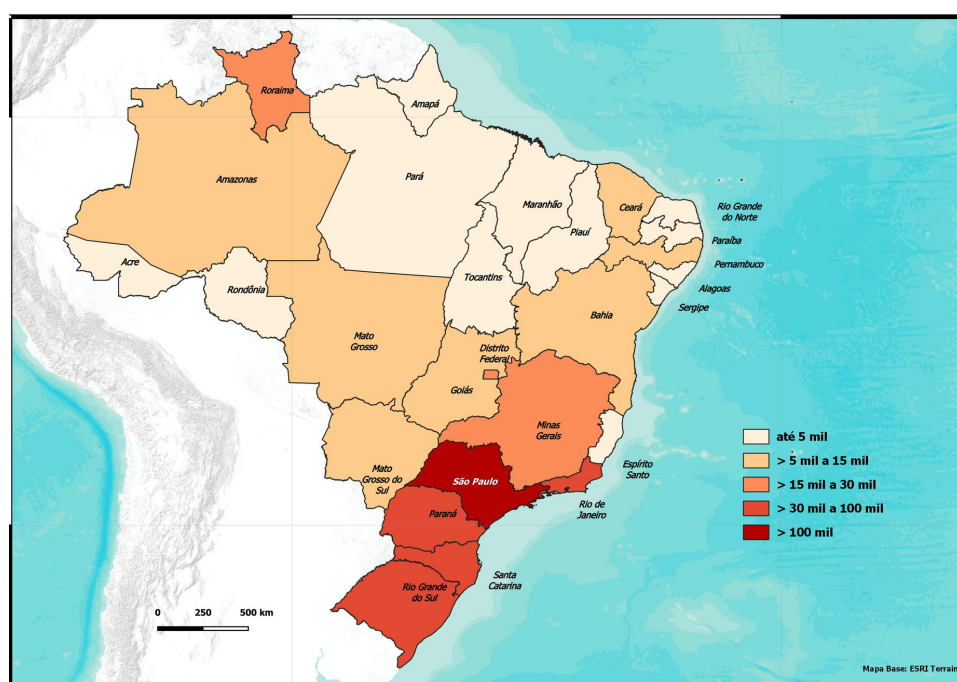 Roraima
Amapá
Amazonas
Pará
Maranhão
Ceará
Rio Grande
do Norte
Piauí
Paraíba
Acre
Pernambuco
Rondônia
Tocantins
Alagoas
Sergipe
Bahia
Mato
Grosso
Distrito
Federal
Goiás
Minas
Gerais
até 5 mil
> 5 mil a 15 mil
> 15 mil a 30 mil
> 30 mil a 100 mil
> 100 mil
Mato
Grosso do
Sul
São Paulo
Espírito
Santo
Rio de
Janeiro
Paraná
Santa
Catarina
Rio Grande
do Sul
0 250 500 km
Mapa Base: ESRI Terrain